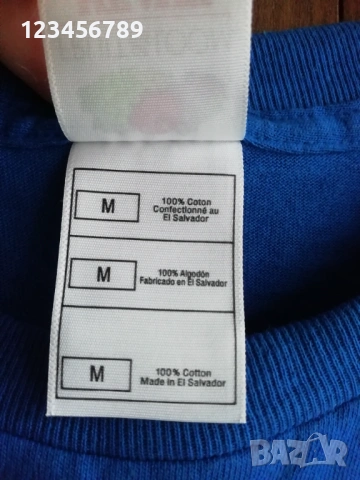 123456789
M
100% Coton
Confectionné au
El Salvador
M
100% Algodón
Fabricado en El Salvador
M
100% Cotton
Made in El Salvador
BAZAR